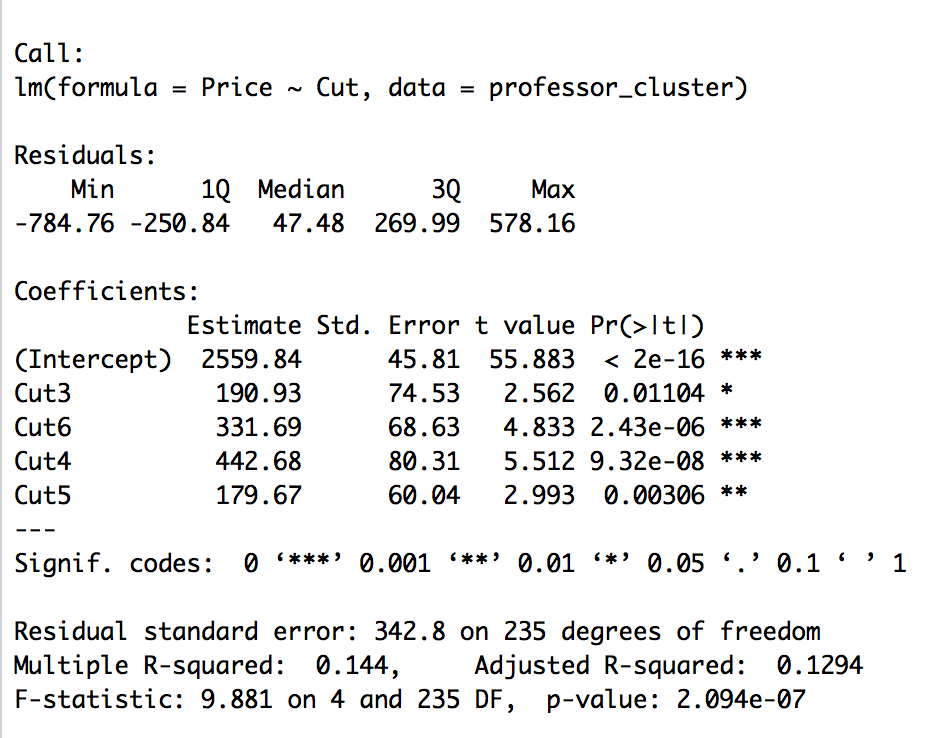 Call:
lm(formula = Price ~ Cut, data = professor_cluster)
Residuals:
    Min      1Q  Median      3Q     Max
-784.76 -250.84   47.48  269.99  578.16
Coefficients:
            Estimate Std. Error t value Pr(>|t|)
(Intercept)  2559.84      45.81  55.883  < 2e-16 ***
Cut3          190.93      74.53   2.562  0.01104 *
Cut6          331.69      68.63   4.833 2.43e-06 ***
Cut4          442.68      80.31   5.512 9.32e-08 ***
Cut5          179.67      60.04   2.993  0.00306 **
---
Signif. codes:  0 ‘***’ 0.001 ‘**’ 0.01 ‘*’ 0.05 ‘.’ 0.1 ‘ ’ 1
Residual standard error: 342.8 on 235 degrees of freedom
Multiple R-squared:  0.144,     Adjusted R-squared:  0.1294
F-statistic: 9.881 on 4 and 235 DF,  p-value: 2.094e-07